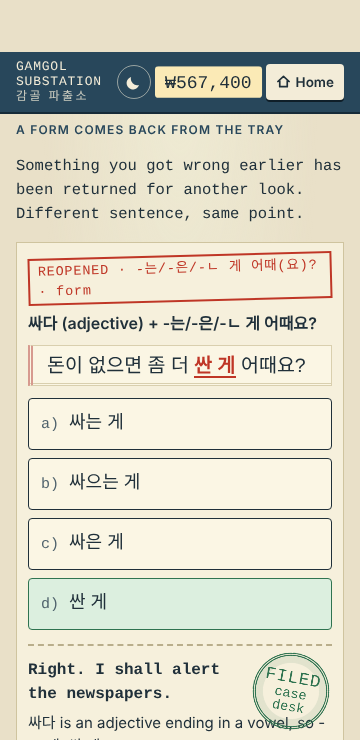 GAMGOL
SUBSTATION
감골 파출소
₩567,400
Home
A FORM COMES BACK FROM THE TRAY
Something you got wrong earlier has
been returned for another look.
Different sentence, same point.
REOPENED · -는/-은/-ㄴ 게 어때(요)?
· form
싸다 (adjective) + -는/-은/-ㄴ 게 어때요?
돈이 없으면 좀 더 싼 게 어때요?
a) 싸는 게
b) 싸으는 게
c) 싸은 게
d) 싼 게
Right. I shall alert
the newspapers.
FILED
case
desk
싸다 is an adjective ending in a vowel, so -